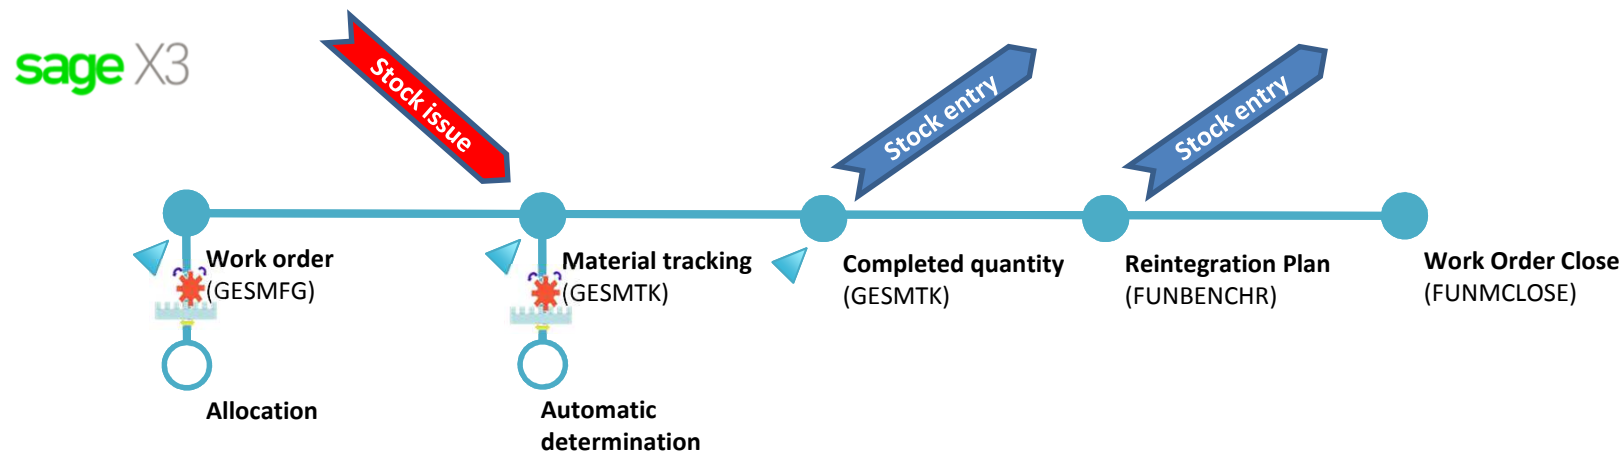 sage X3
Stock issue
Stock entry
Stock entry
Work order
(GESMFG)
Material tracking
(GESMTK)
Completed quantity
(GESMTK)
Reintegration Plan
(FUNBENCHR)
Work Order Close
(FUNMCLOSE)
Allocation
Automatic
determination